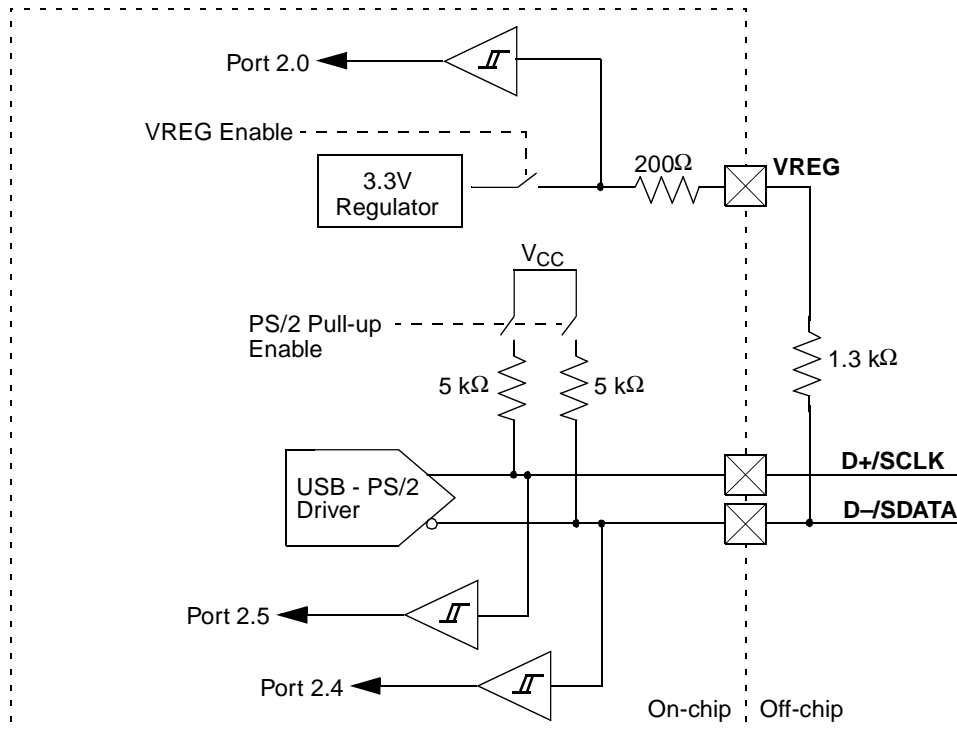 Port 2.0
VREG Enable
200Ω
VREG
3.3V
Regulator
VCC
PS/2 Pull-up
Enable
5 kΩ
5 kΩ
1.3 kΩ
D+/SCLK
USB - PS/2
Driver
D–/SDATA
Port 2.5
Port 2.4
On-chip
Off-chip